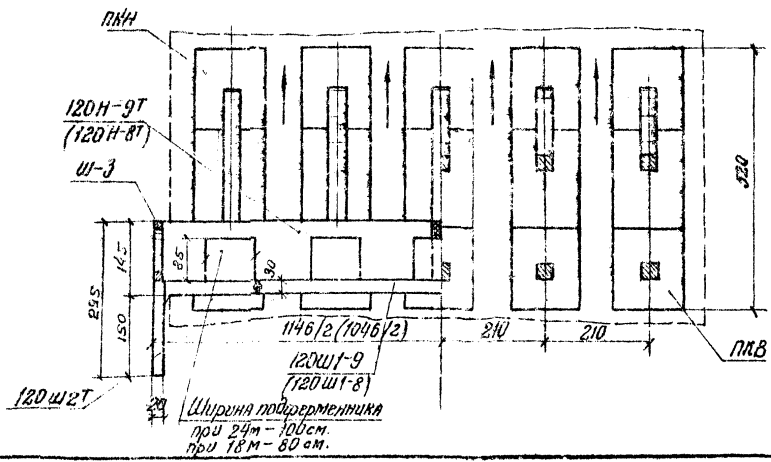 ПКН
120Н-9Т
(120Н-8Т)
Ш-3
295
145
150
85
30
520
1146/2 (1046/2)
210
210
ПКВ
120Ш1-9
(120Ш1-8)
120Ш2Т
20
Ширина подферменника
при 24м-100см.
при 18м-80см.